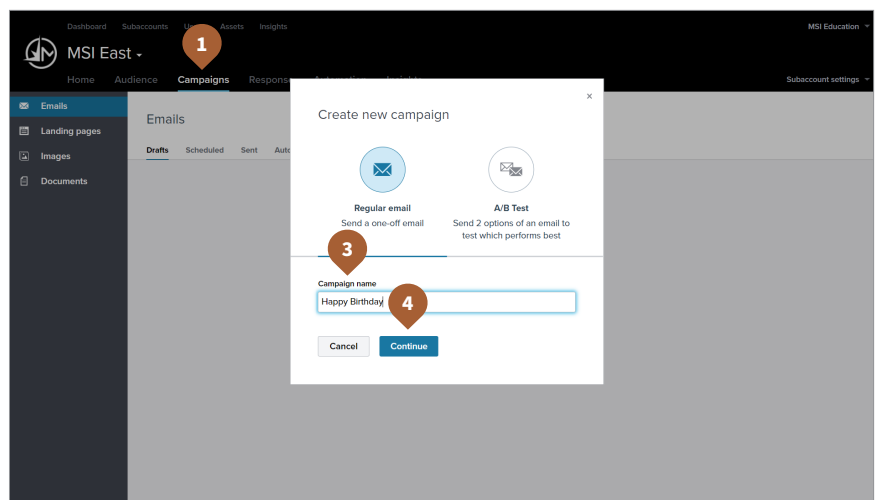 Dashboard Subaccounts Assets Insights MSI Education
1
MSI East
Home Audience Campaigns Subaccount settings
Emails
Landing pages
Images
Documents
Emails
Drafts Scheduled Sent
×
Create new campaign
Regular email
Send a one-off email
A/B Test
Send 2 options of an email to
test which performs best
3
Campaign name
Happy Birthday
4
Cancel Continue